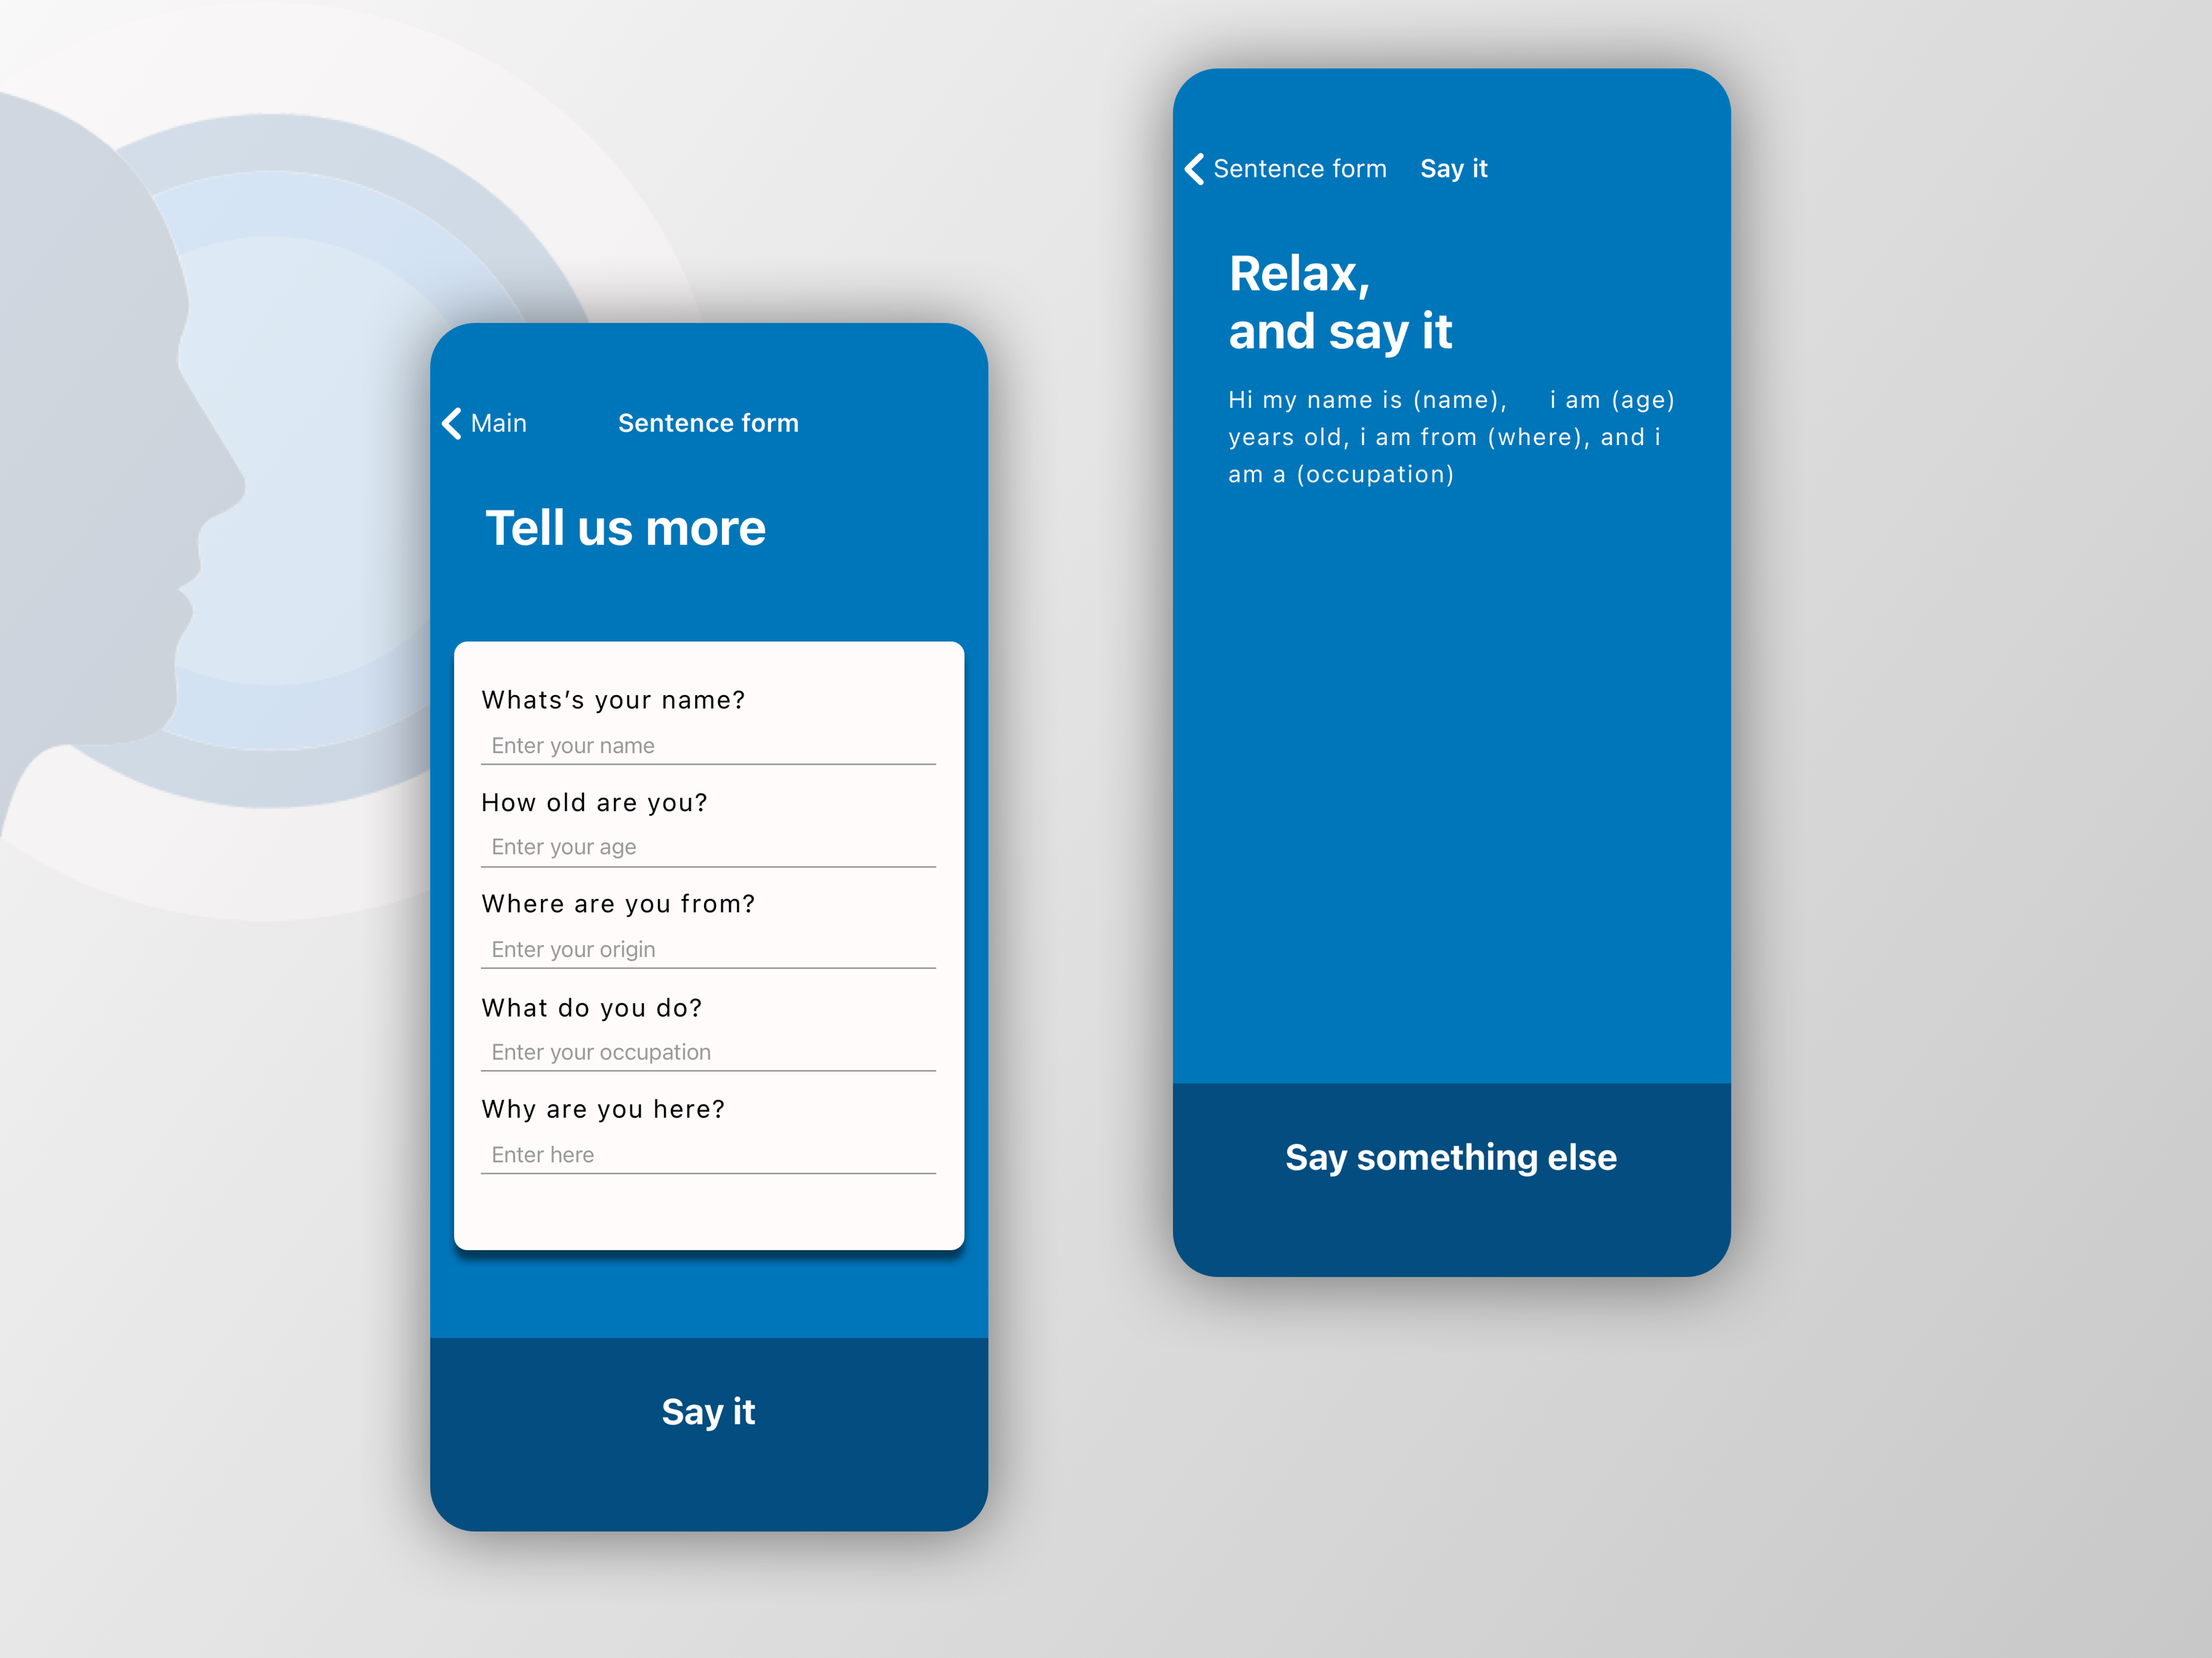 Main
Sentence form
Tell us more
Whats’s your name?
Enter your name
How old are you?
Enter your age
Where are you from?
Enter your origin
What do you do?
Enter your occupation
Why are you here?
Enter here
Say it
Sentence form
Say it
Relax,
and say it
Hi my name is (name), i am (age)
years old, i am from (where), and i
am a (occupation)
Say something else